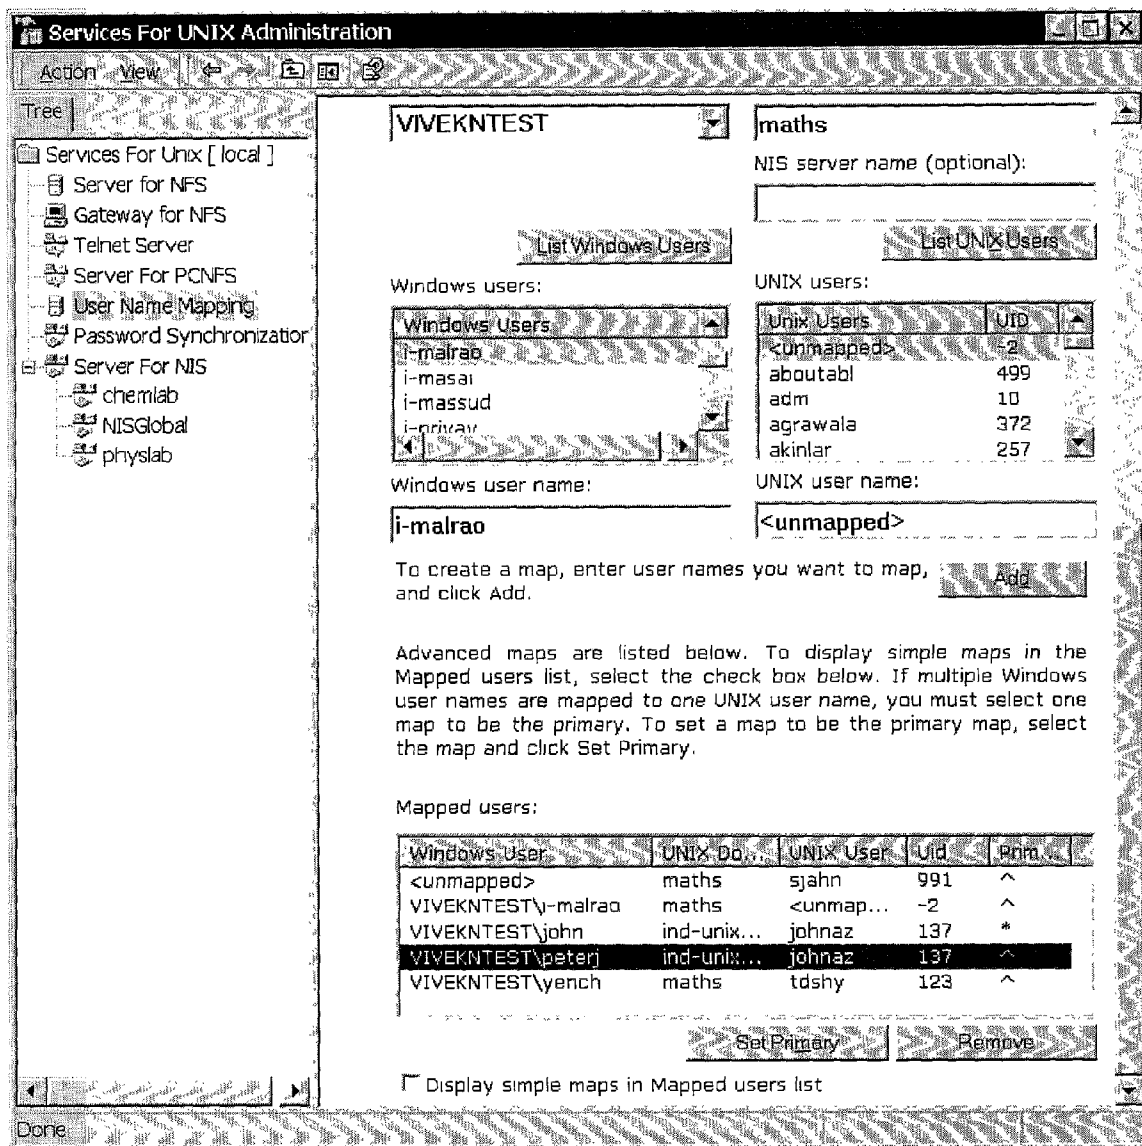 Services For UNIX Administration
Action View
Tree
Services For Unix [ local ]
Server for NFS
Gateway for NFS
Telnet Server
Server For PCNFS
User Name Mapping
Password Synchronization
Server For NIS
chemlab
NISGlobal
physlab
VIVEKNTEST
maths
NIS server name (optional):
List Windows Users
List UNIX Users
Windows users:
UNIX users:
Windows Users
i-malrao
i-masai
i-massud
Unix Users UID
<unmapped> -2
aboutabl 499
adm 10
agrawala 372
akinlar 257
Windows user name:
UNIX user name:
i-malrao
<unmapped>
To create a map, enter user names you want to map,
and click Add.
Add
Advanced maps are listed below. To display simple maps in the
Mapped users list, select the check box below. If multiple Windows
user names are mapped to one UNIX user name, you must select one
map to be the primary. To set a map to be the primary map, select
the map and click Set Primary.
Mapped users:
Windows User UNIX Do... UNIX User Uid Prim...
<unmapped> maths sjahn 991 ^
VIVEKNTEST\i-malrao maths <unmap... -2 ^
VIVEKNTEST\john ind-unix... johnaz 137 *
VIVEKNTEST\peterj ind-unix... johnaz 137 ^
VIVEKNTEST\yench maths tdshy 123 ^
Set Primary
Remove
Display simple maps in Mapped users list
Done